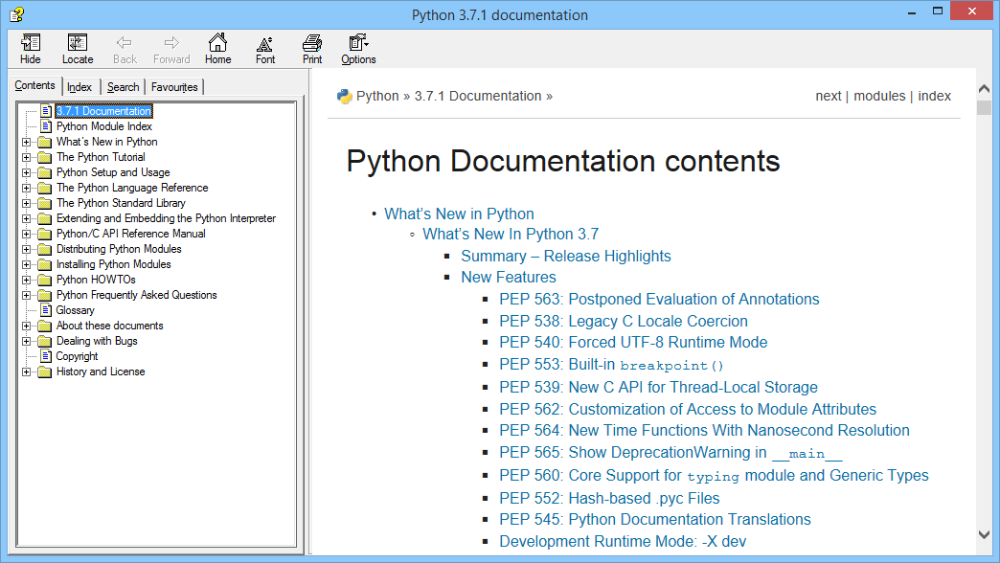 Python 3.7.1 documentation
Hide Locate Back Forward Home Font Print Options
Contents Index Search Favourites
3.7.1 Documentation
Python Module Index
What's New in Python
The Python Tutorial
Python Setup and Usage
The Python Language Reference
The Python Standard Library
Extending and Embedding the Python Interpreter
Python/C API Reference Manual
Distributing Python Modules
Installing Python Modules
Python HOWTOs
Python Frequently Asked Questions
Glossary
About these documents
Dealing with Bugs
Copyright
History and License
Python » 3.7.1 Documentation »
next | modules | index
Python Documentation contents
• What’s New in Python
◦ What’s New In Python 3.7
▪ Summary – Release Highlights
▪ New Features
▪ PEP 563: Postponed Evaluation of Annotations
▪ PEP 538: Legacy C Locale Coercion
▪ PEP 540: Forced UTF-8 Runtime Mode
▪ PEP 553: Built-in breakpoint()
▪ PEP 539: New C API for Thread-Local Storage
▪ PEP 562: Customization of Access to Module Attributes
▪ PEP 564: New Time Functions With Nanosecond Resolution
▪ PEP 565: Show DeprecationWarning in __main__
▪ PEP 560: Core Support for typing module and Generic Types
▪ PEP 552: Hash-based .pyc Files
▪ PEP 545: Python Documentation Translations
▪ Development Runtime Mode: -X dev